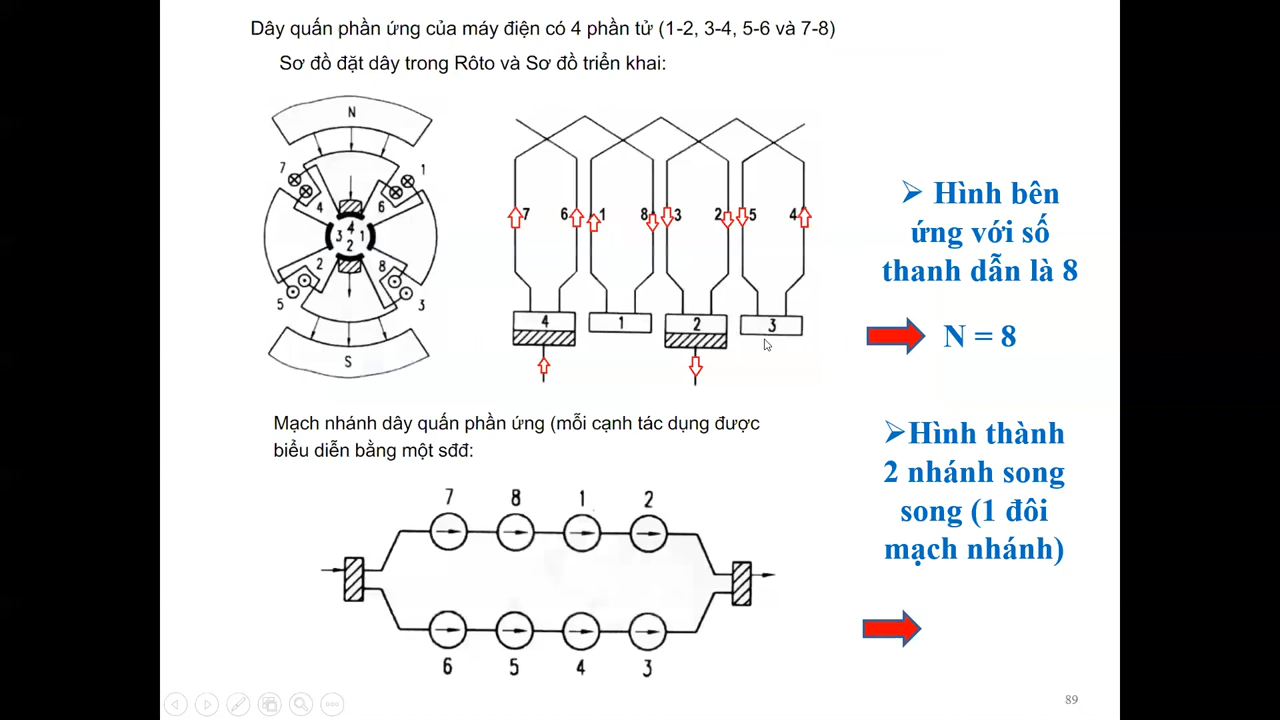 Dây quấn phần ứng của máy điện có 4 phần tử (1-2, 3-4, 5-6 và 7-8)
Sơ đồ đặt dây trong Rôto và Sơ đồ triển khai:
N
7
1
4
6
4
3
1
2
2
8
5
3
S
7
6
1
8
3
2
5
4
4
1
2
3
➢ Hình bên
ứng với số
thanh dẫn là 8
N = 8
Mạch nhánh dây quấn phần ứng (mỗi cạnh tác dụng được
biểu diễn bằng một sđđ:
➢Hình thành
2 nhánh song
song (1 đôi
mạch nhánh)
7 8 1 2
6 5 4 3
89